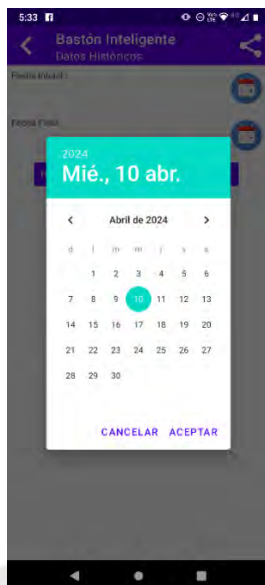 5:33
Bastón Inteligente
Datos Históricos
Fecha Inicial:
Fecha Final:
2024
Mié., 10 abr.
Abril de 2024
d l m m j v s
1 2 3 4 5 6
7 8 9 10 11 12 13
14 15 16 17 18 19 20
21 22 23 24 25 26 27
28 29 30
CANCELAR ACEPTAR